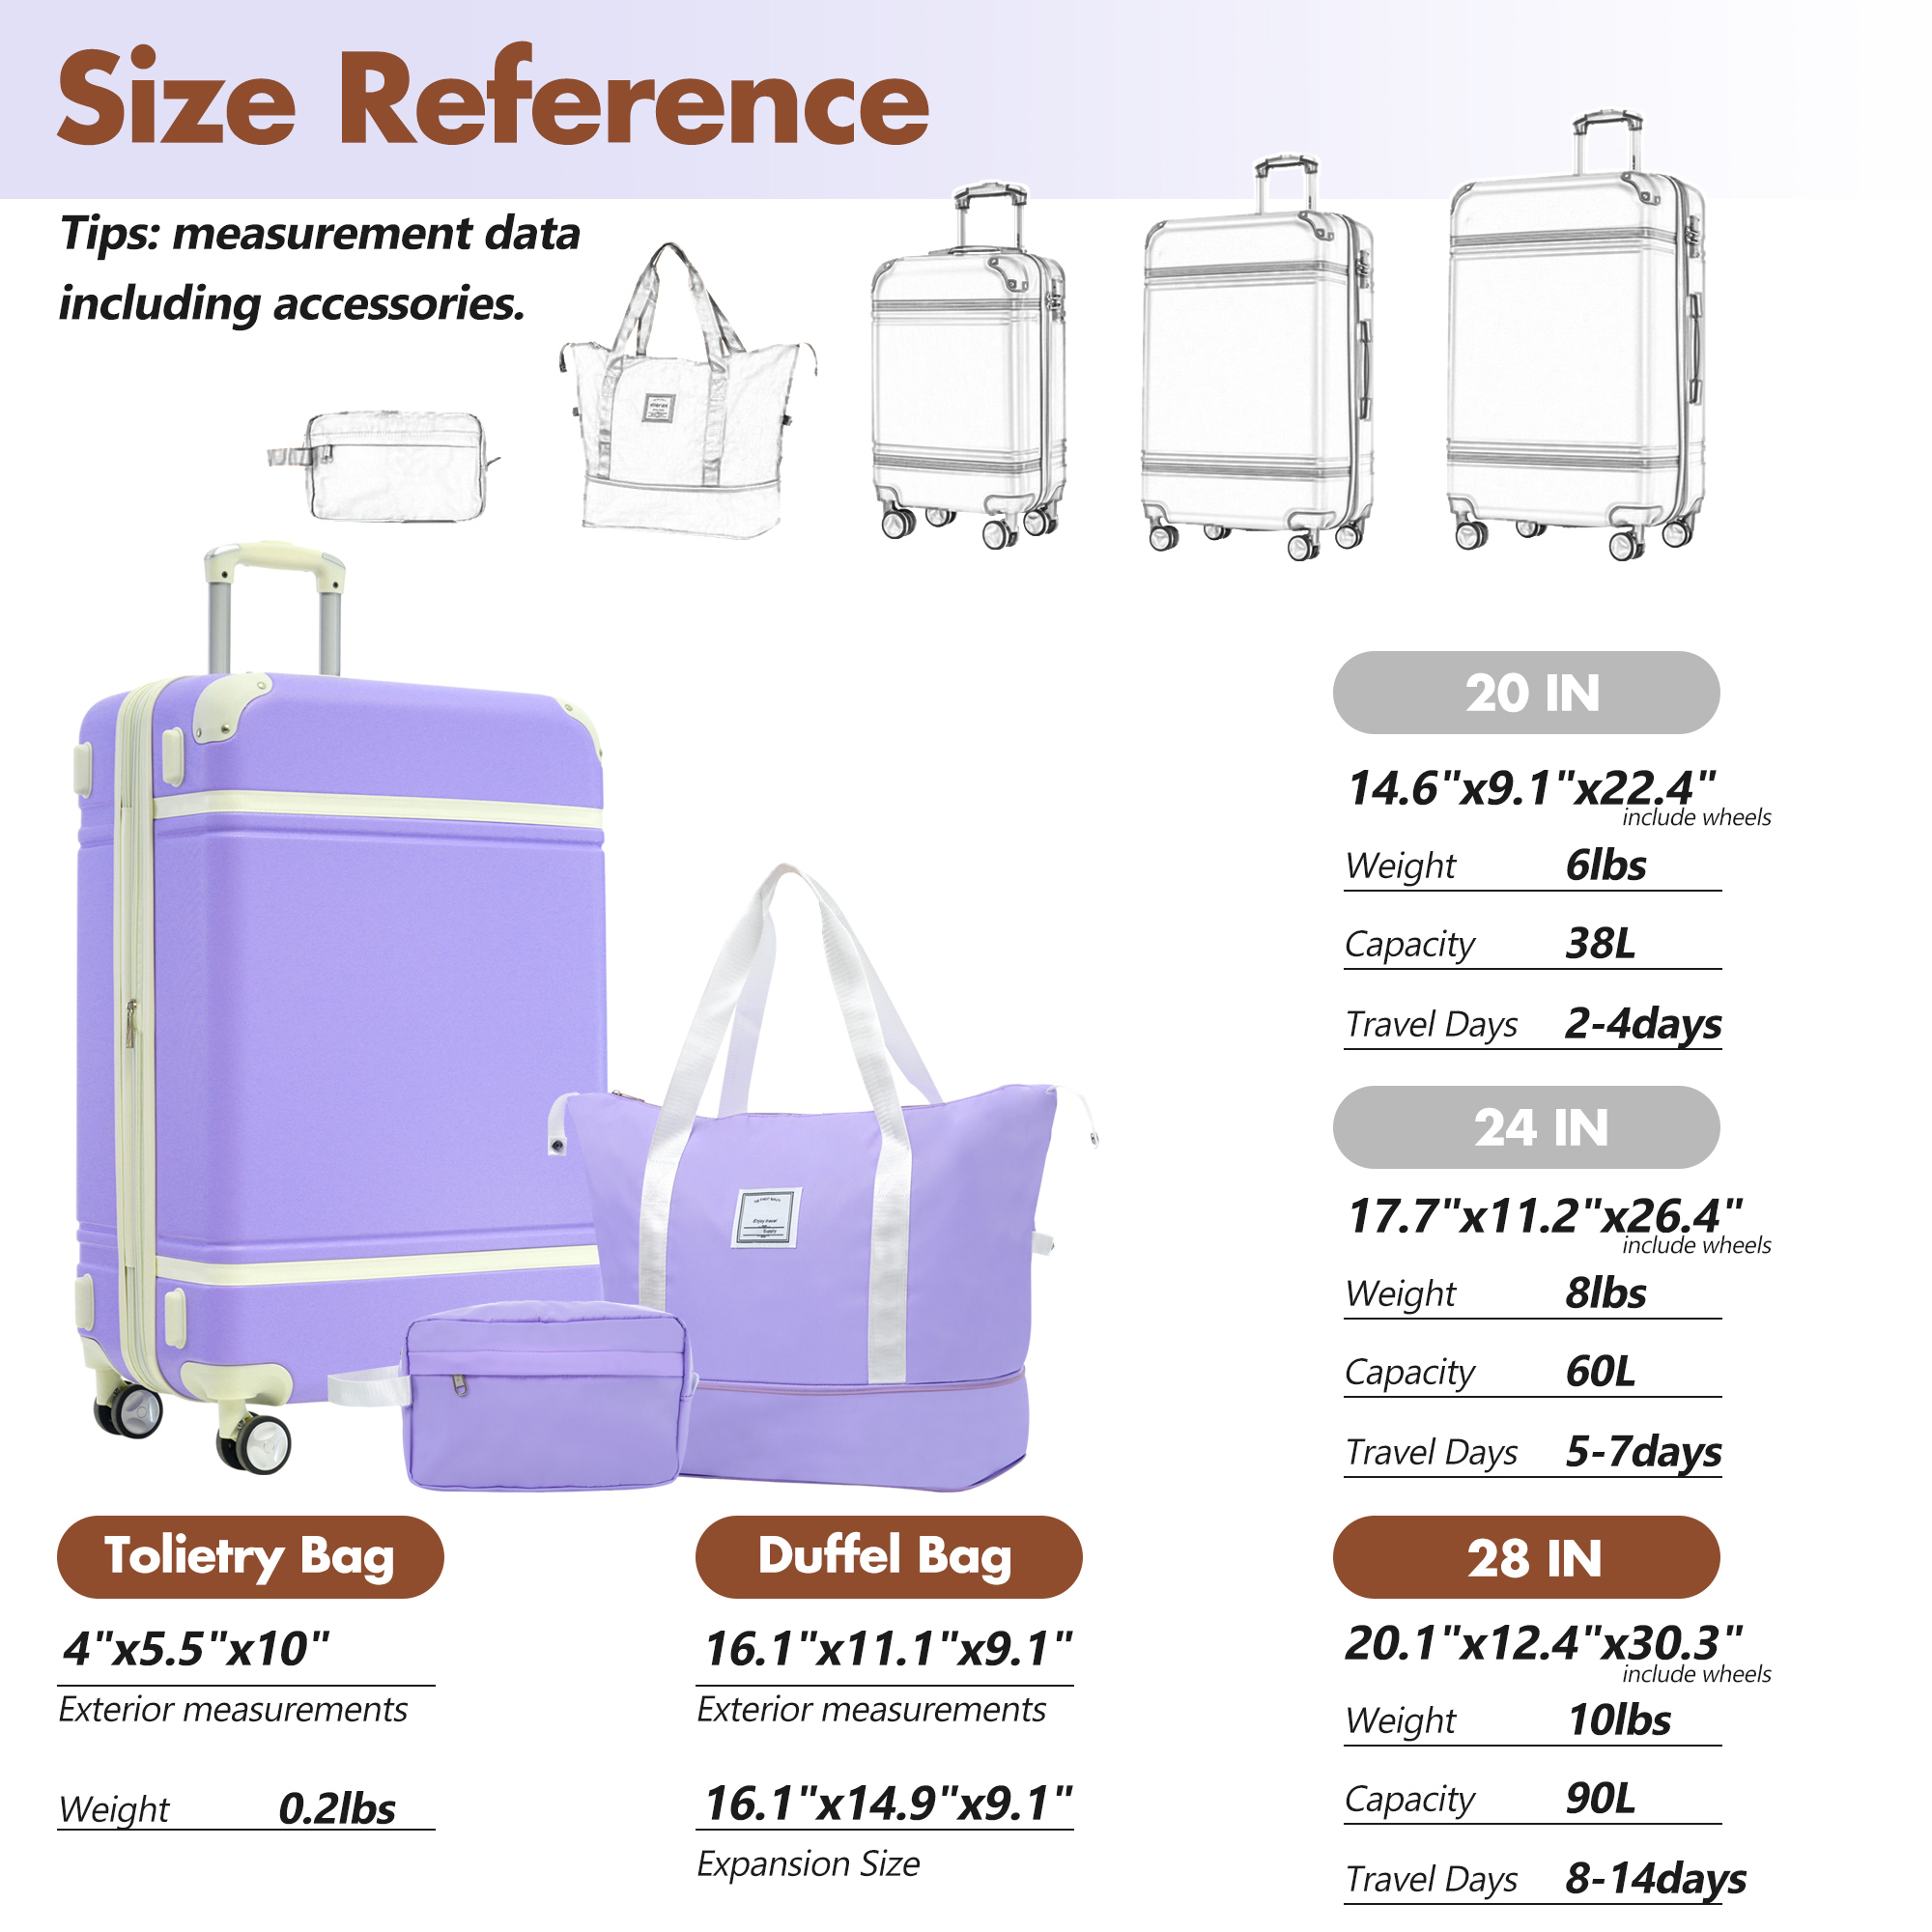 Size Reference
Tips: measurement data
including accessories.
20 IN
14.6"x9.1"x22.4"
include wheels
Weight 6lbs
Capacity 38L
Travel Days 2-4days
24 IN
17.7"x11.2"x26.4"
include wheels
Weight 8lbs
Capacity 60L
Travel Days 5-7days
Enjoy travel
Supply
Tolietry Bag
4"x5.5"x10"
Exterior measurements
Weight 0.2lbs
Duffel Bag
16.1"x11.1"x9.1"
Exterior measurements
16.1"x14.9"x9.1"
Expansion Size
28 IN
20.1"x12.4"x30.3"
include wheels
Weight 10lbs
Capacity 90L
Travel Days 8-14days